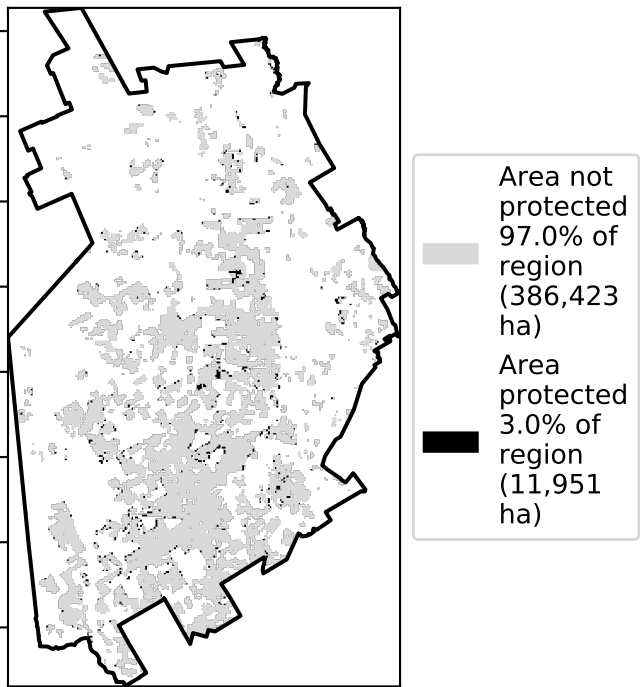 Area not
protected
97.0% of
region
(386,423
ha)
Area
protected
3.0% of
region
(11,951
ha)